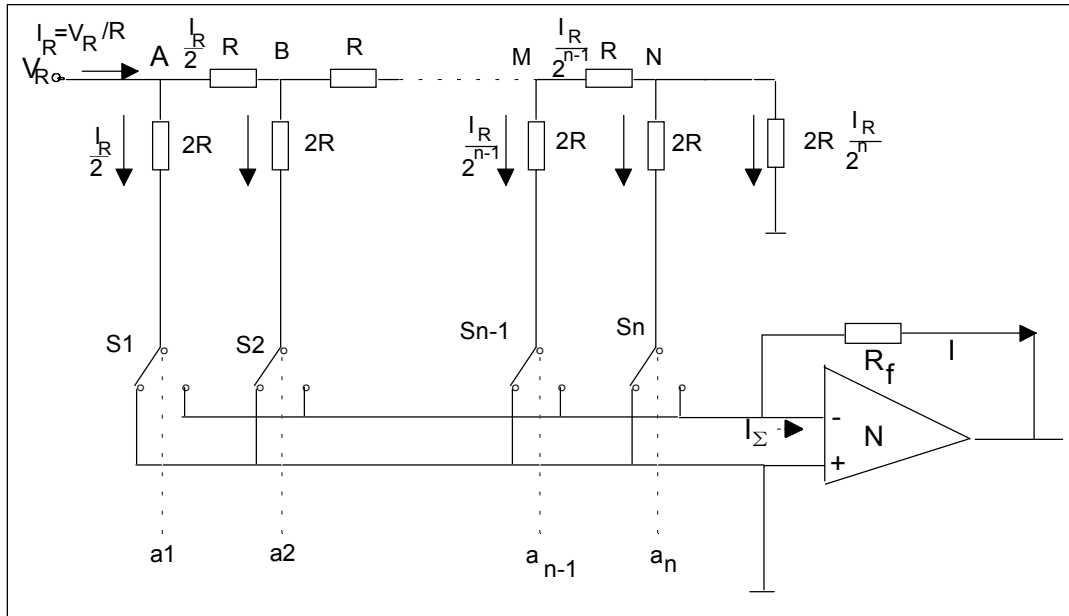 I_R=V_R/R
V_R
A
I_R/2
R
B
R
M
I_R/2^{n-1}
R
N
I_R/2
2R
2R
I_R/2^{n-1}
2R
2R
2R
I_R/2^n
S1
S2
Sn-1
Sn
R_f
I
I_Σ
-
N
+
a1
a2
a_{n-1}
a_n